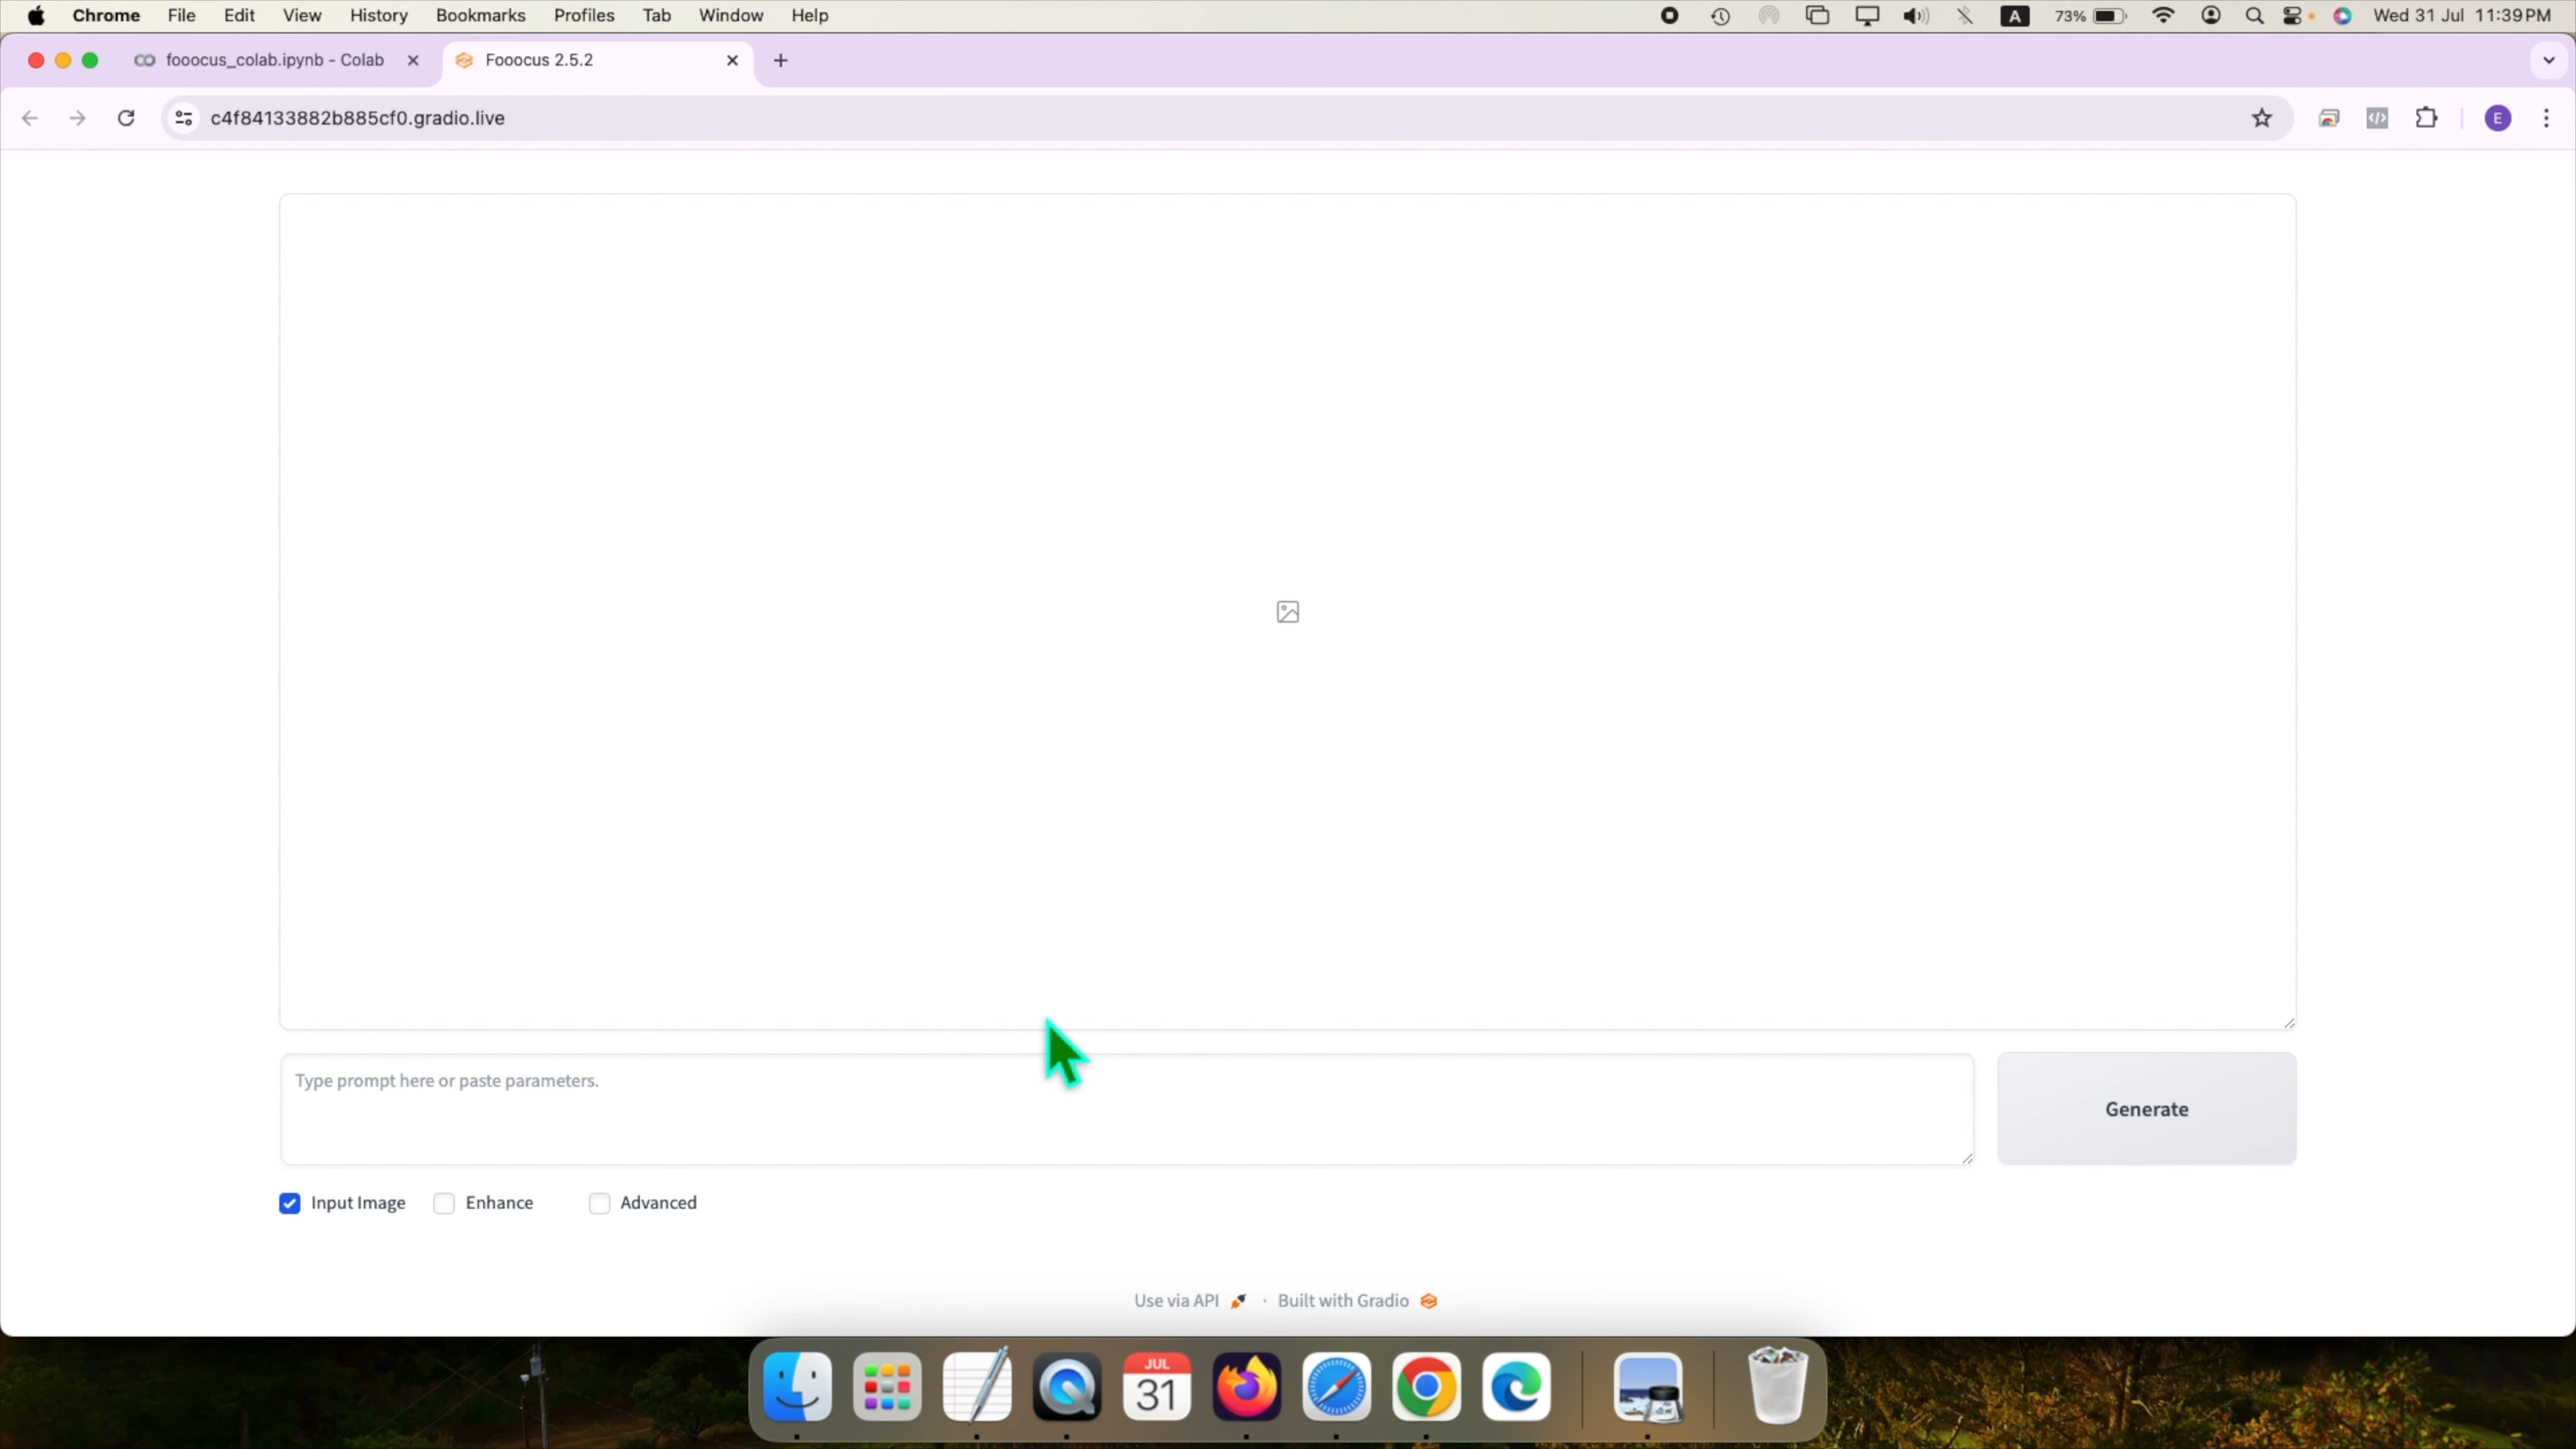 Chrome File Edit View History Bookmarks Profiles Tab Window Help A 73% Wed 31 Jul 11:39 PM
fooocus_colab.ipynb - Colab Fooocus 2.5.2
c4f84133882b885cf0.gradio.live E
Type prompt here or paste parameters.
Generate
Input Image Enhance Advanced
Use via API · Built with Gradio
JUL
31